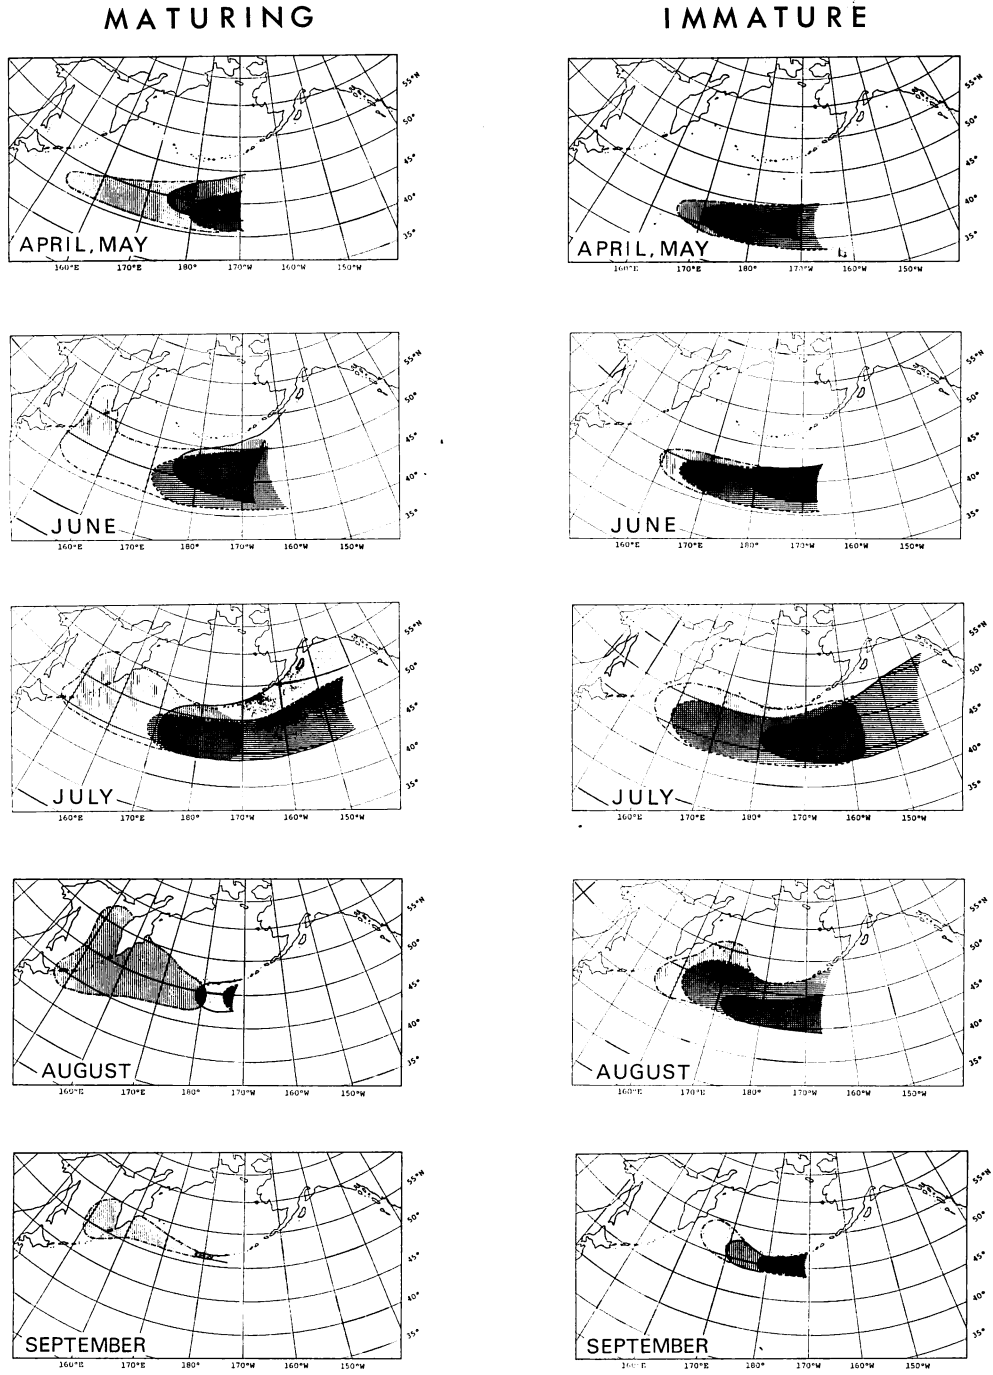 MATURING IMMATURE
55°N 55°N
50° 50°
45° 45°
40° 40°
35° 35°
APRIL, MAY APRIL, MAY
160°E 170°E 180° 170°W 160°W 150°W 160°E 170°E 180° 170°W 160°W 150°W
55°N 55°N
50° 50°
45° 45°
40° 40°
35° 35°
JUNE JUNE
160°E 170°E 180° 170°W 160°W 150°W 160°E 170°E 180° 170°W 160°W 150°W
55°N 55°N
50° 50°
45° 45°
40° 40°
35° 35°
JULY JULY
160°E 170°E 180° 170°W 160°W 150°W 160°E 170°E 180° 170°W 160°W 150°W
55°N 55°N
50° 50°
45° 45°
40° 40°
35° 35°
AUGUST AUGUST
160°E 170°E 180° 170°W 160°W 150°W 160°E 170°E 180° 170°W 160°W 150°W
55°N 55°N
50° 50°
45° 45°
40° 40°
35° 35°
SEPTEMBER SEPTEMBER
160°E 170°E 180° 170°W 160°W 150°W 170°E 180° 170°W 160°W 150°W